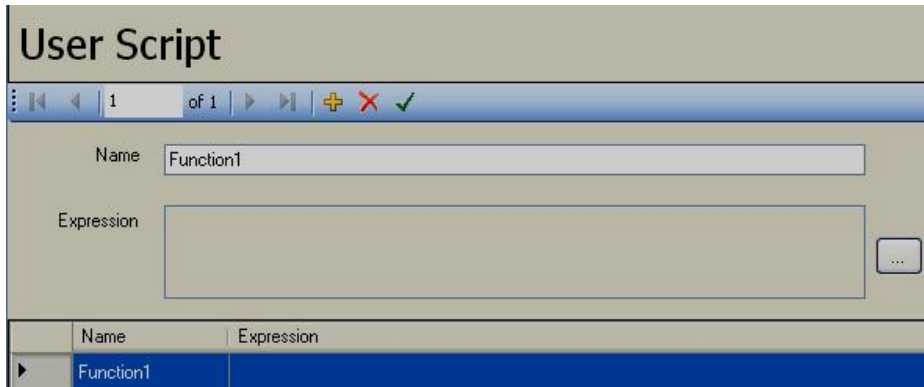 User Script
1 of 1
Name Function1
Expression
...
Name Expression
Function1